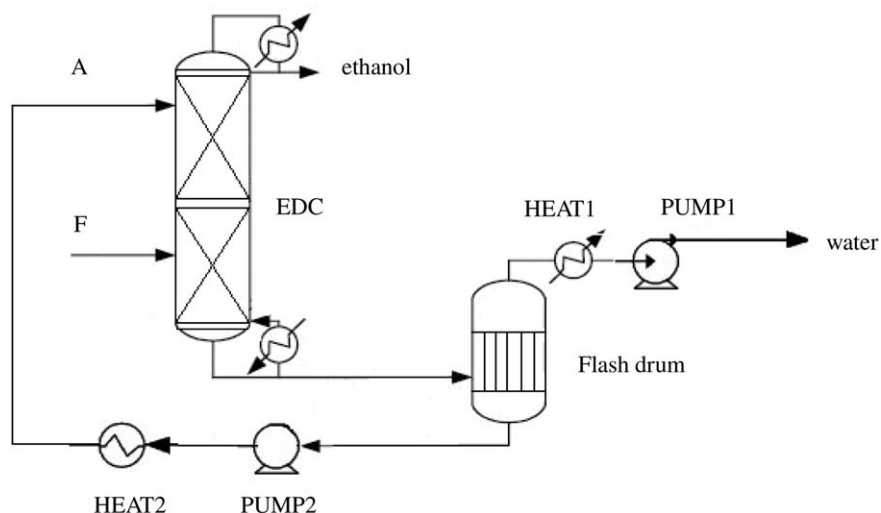 A
ethanol
F
EDC
HEAT1
PUMP1
water
Flash drum
HEAT2
PUMP2